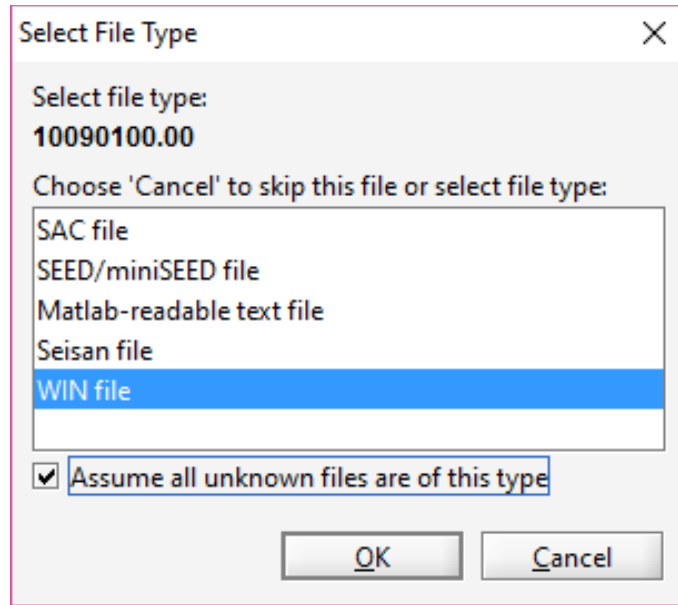 Select File Type
Select file type:
10090100.00
Choose 'Cancel' to skip this file or select file type:
SAC file
SEED/miniSEED file
Matlab-readable text file
Seisan file
WIN file
Assume all unknown files are of this type
OK
Cancel